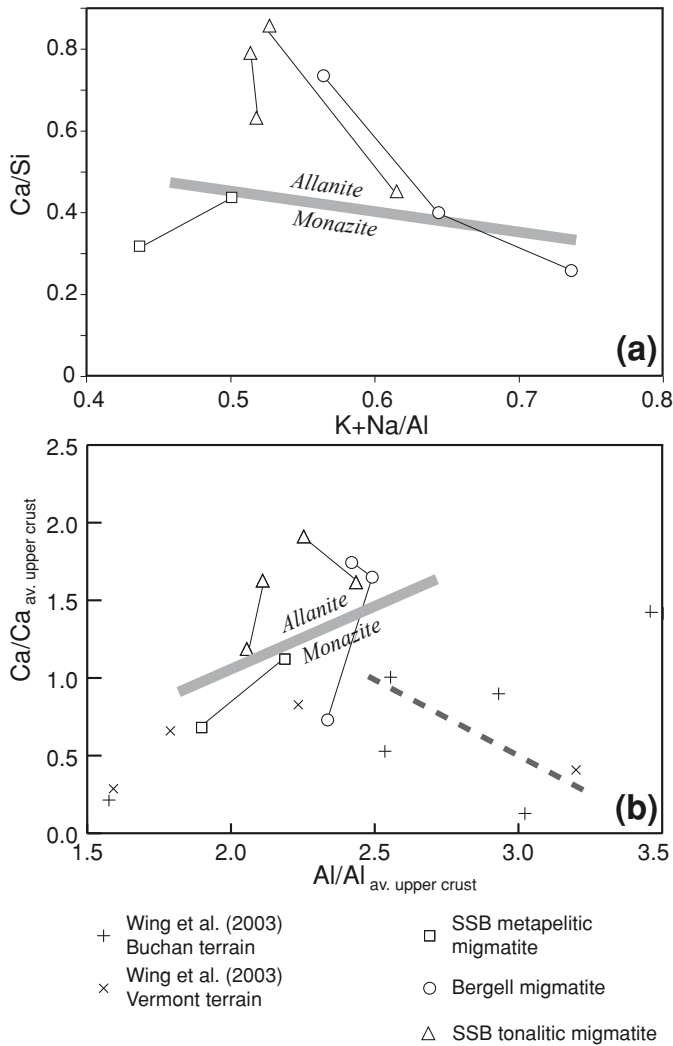 0.8
0.6
0.4
0.2
0
Ca/Si
Allanite
Monazite
(a)
0.4 0.5 0.6 0.7 0.8
K+Na/Al
2.5
2.0
1.5
1.0
0.5
0.0
Ca/Ca av. upper crust
Allanite
Monazite
(b)
1.5 2.0 2.5 3.0 3.5
Al/Al av. upper crust
Wing et al. (2003)
Buchan terrain
Wing et al. (2003)
Vermont terrain
SSB metapelitic
migmatite
Bergell migmatite
SSB tonalitic migmatite